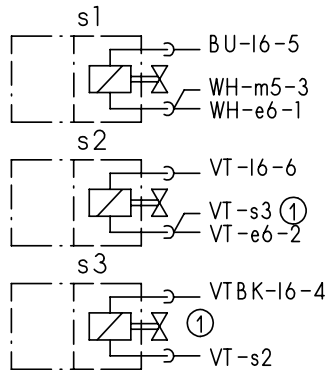 s1
BU-I6-5
WH-m5-3
WH-e6-1
s2
VT-I6-6
VT-s3 1
VT-e6-2
s3
VTBK-I6-4
1
VT-s2